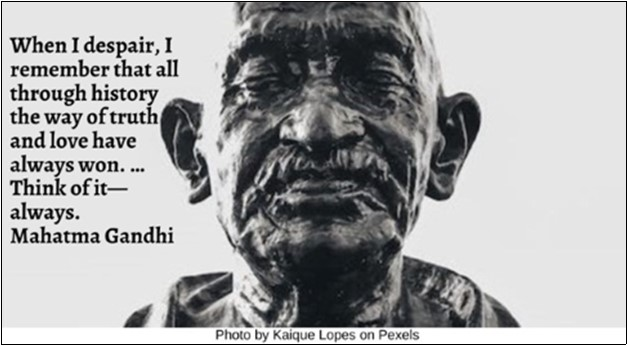 When I despair, I
remember that all
through history
the way of truth
and love have
always won. ...
Think of it—
always.
Mahatma Gandhi
Photo by Kaique Lopes on Pexels